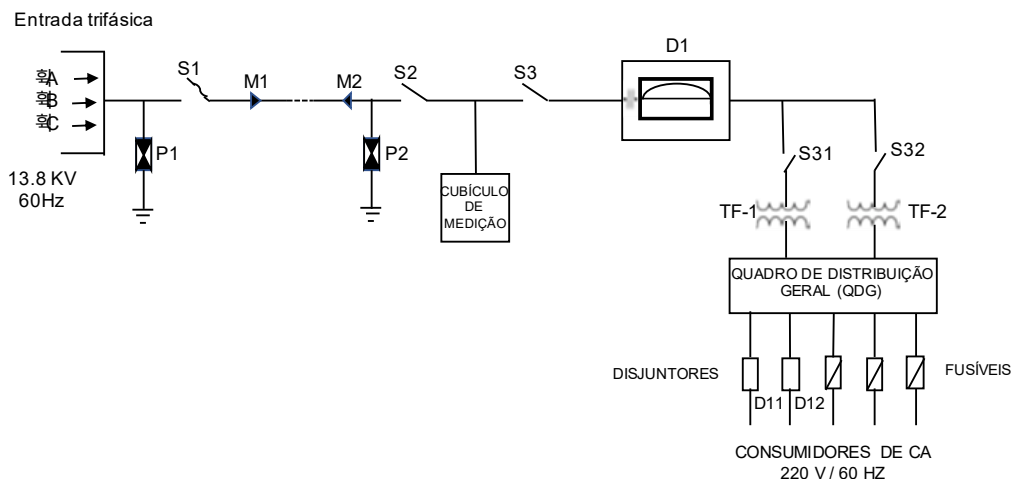 Entrada trifásica
A
B
C
13.8 KV
60Hz
S1
M1
M2
S2
S3
D1
P1
P2
CUBÍCULO
DE
MEDIÇÃO
S31
S32
TF-1
TF-2
QUADRO DE DISTRIBUIÇÃO
GERAL (QDG)
DISJUNTORES
FUSÍVEIS
D11
D12
CONSUMIDORES DE CA
220 V / 60 HZ